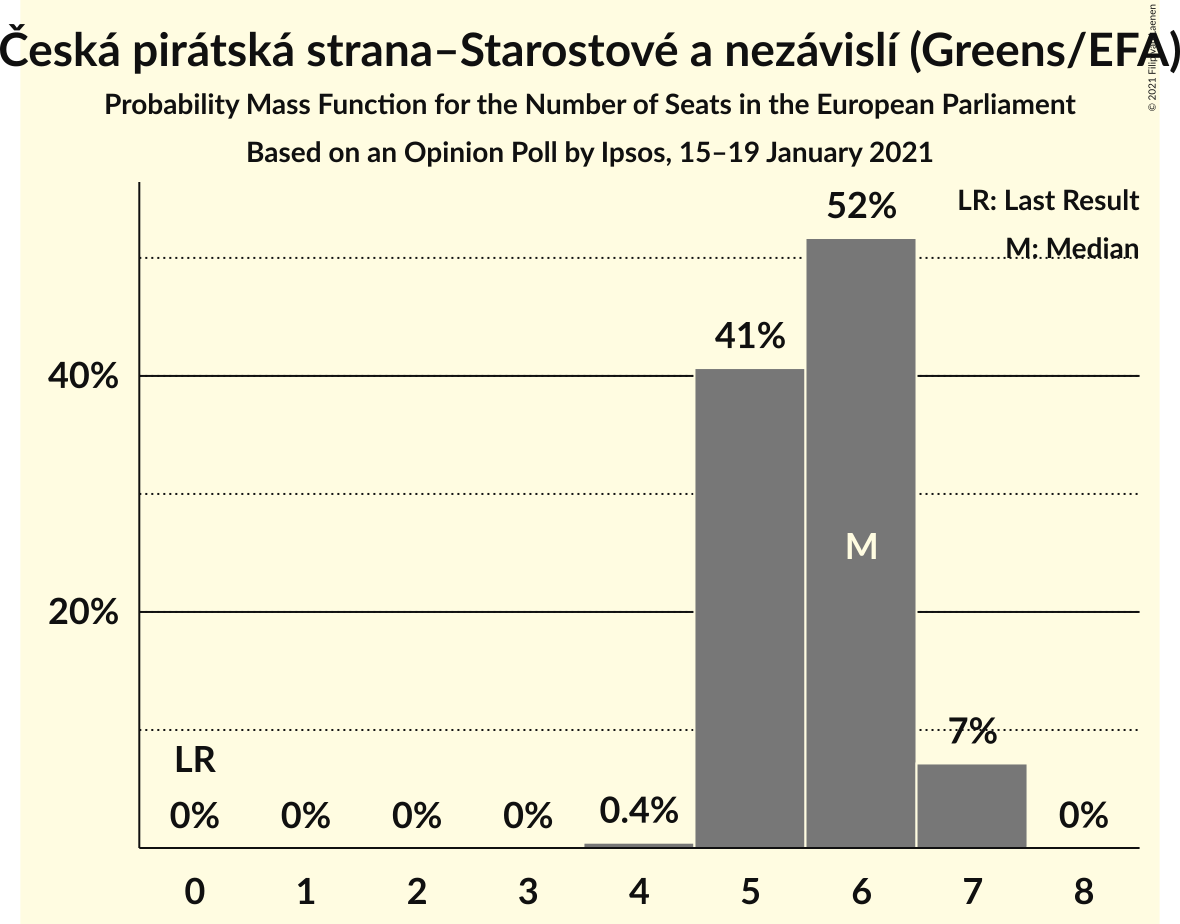 Česká pirátská strana–Starostové a nezávislí (Greens/EFA)
Probability Mass Function for the Number of Seats in the European Parliament
Based on an Opinion Poll by Ipsos, 15–19 January 2021
© 2021 Filip
LR: Last Result
M: Median
52%
41%
40%
M
20%
7%
LR
0% 0% 0% 0% 0.4% 0%
0 1 2 3 4 5 6 7 8